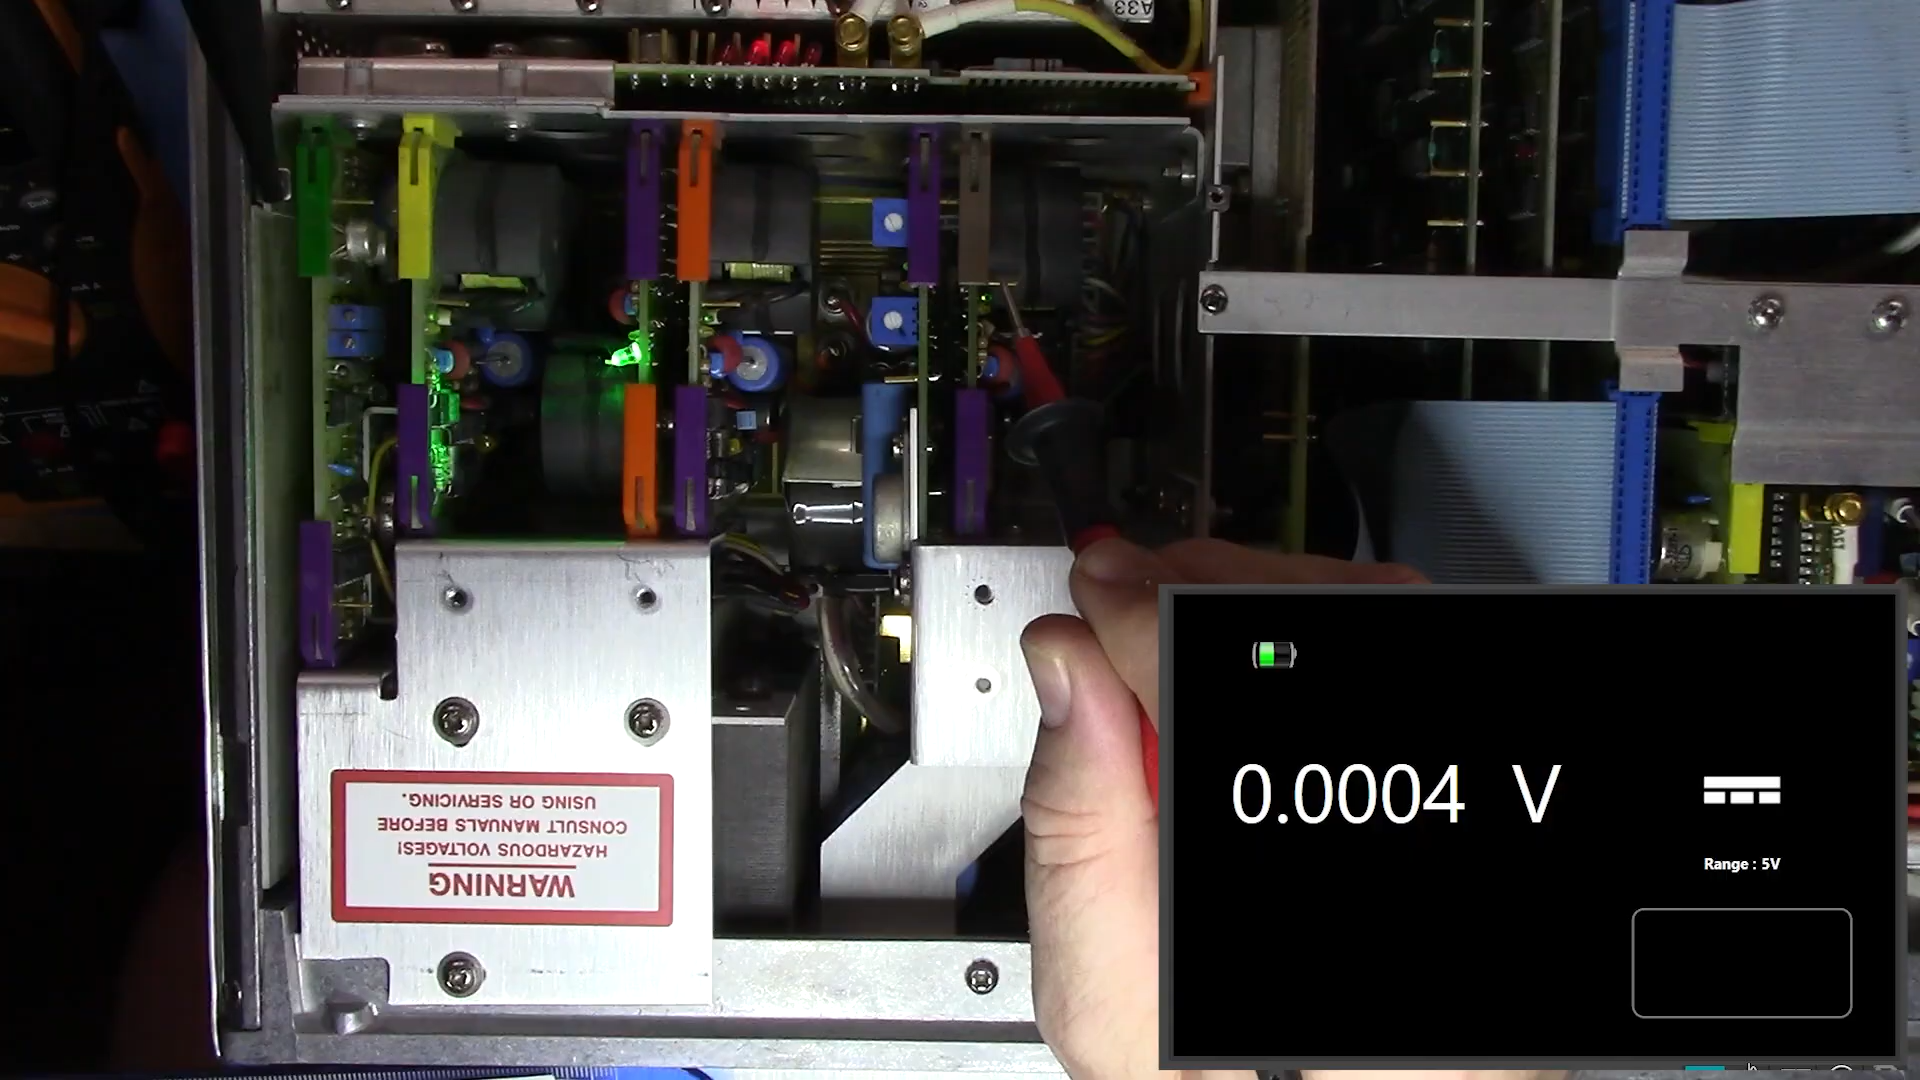 A33
WARNING
HAZARDOUS VOLTAGES!
CONSULT MANUALS BEFORE
USING OR SERVICING.
0.0004 V
Range : 5V